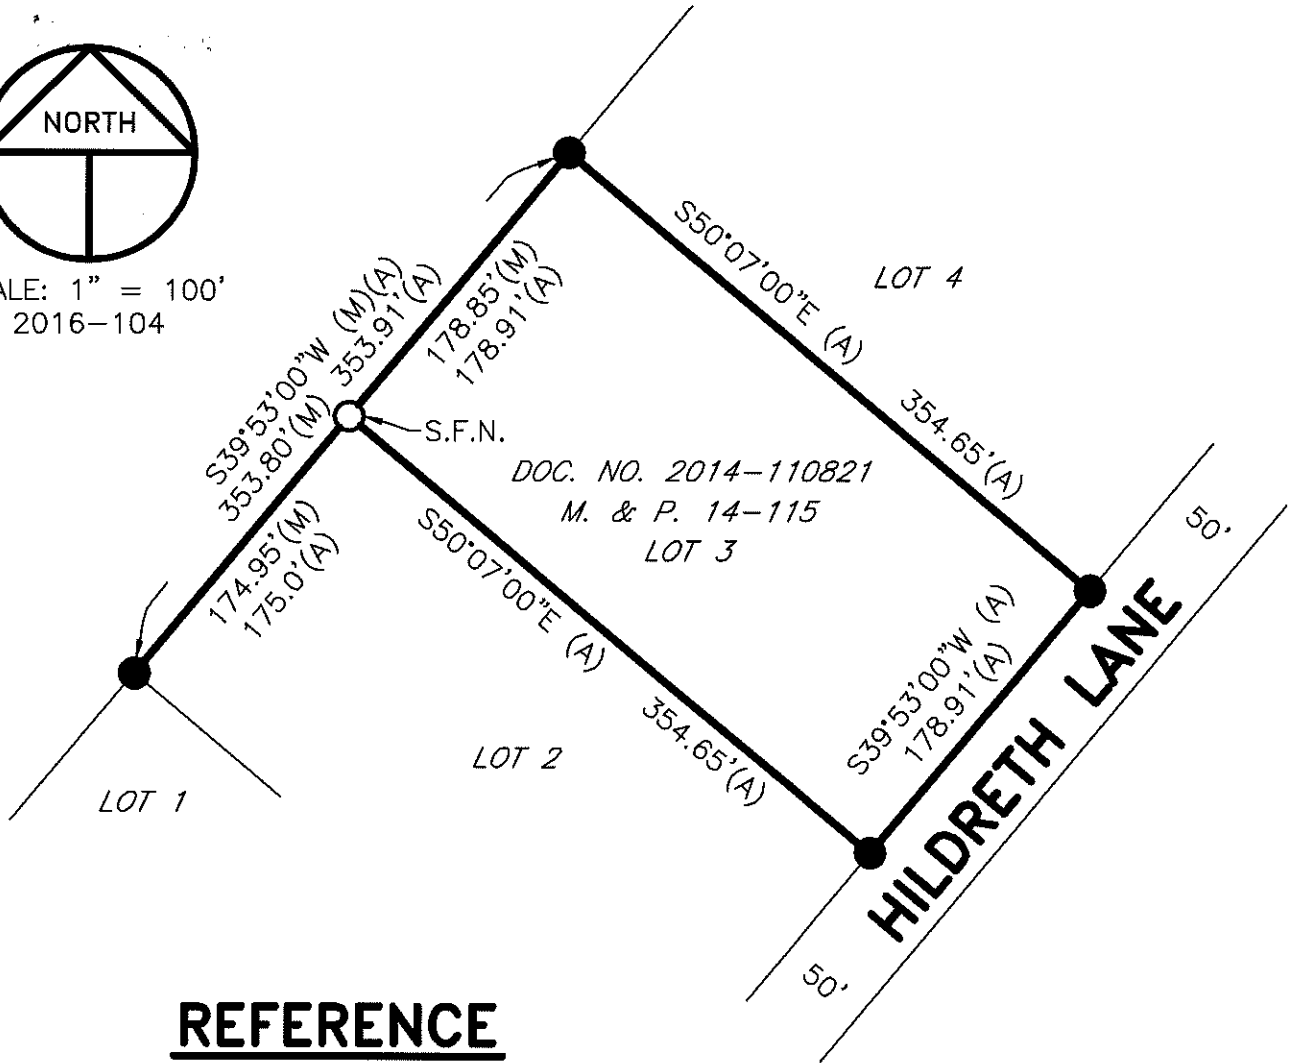 NORTH
ALE: 1" = 100'
2016-104
S39°53'00"W (M)(A)
353.80'(M) 353.91'(A)
178.85'(M)
178.91'(A)
S50°07'00"E (A) 354.65'(A)
LOT 4
S.F.N.
DOC. NO. 2014-110821
M. & P. 14-115
LOT 3
174.95'(M)
175.0'(A)
S50°07'00"E (A) 354.65'(A)
S39°53'00"W (A)
178.91'(A)
50'
HILDRETH LANE
LOT 2
LOT 1
50'
REFERENCE